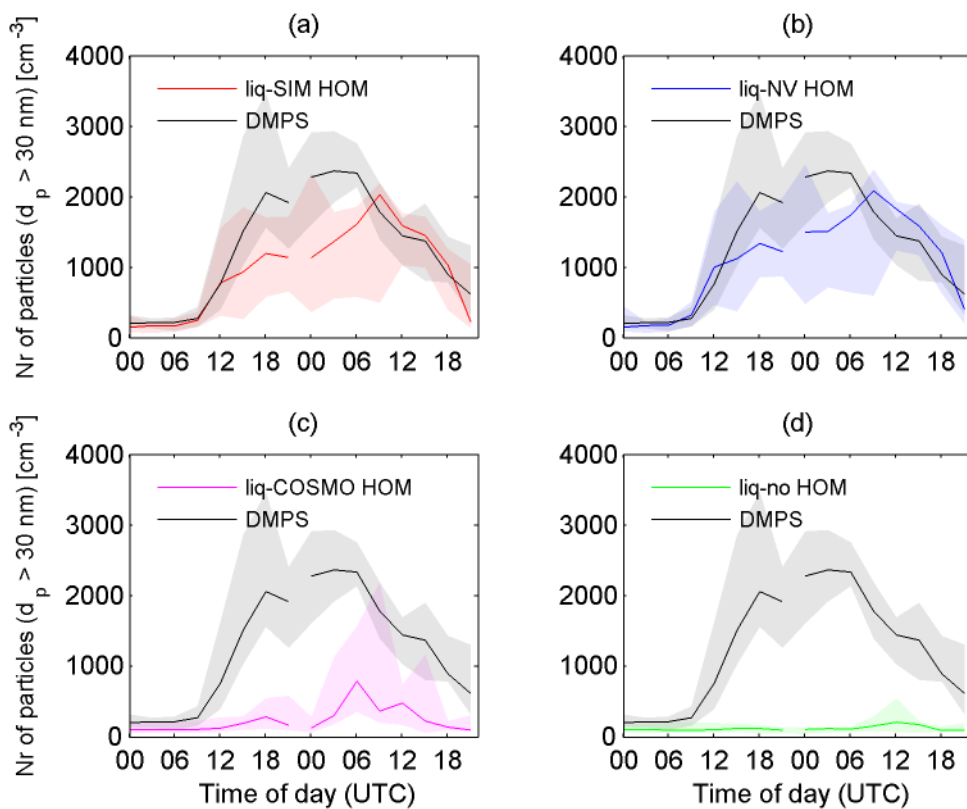 (a)
Nr of particles (d_p > 30 nm) [cm⁻³]
4000
3000
2000
1000
0
liq-SIM HOM
DMPS
00 06 12 18 00 06 12 18
(b)
4000
3000
2000
1000
0
liq-NV HOM
DMPS
00 06 12 18 00 06 12 18
(c)
Nr of particles (d_p > 30 nm) [cm⁻³]
4000
3000
2000
1000
0
liq-COSMO HOM
DMPS
00 06 12 18 00 06 12 18
Time of day (UTC)
(d)
4000
3000
2000
1000
0
liq-no HOM
DMPS
00 06 12 18 00 06 12 18
Time of day (UTC)